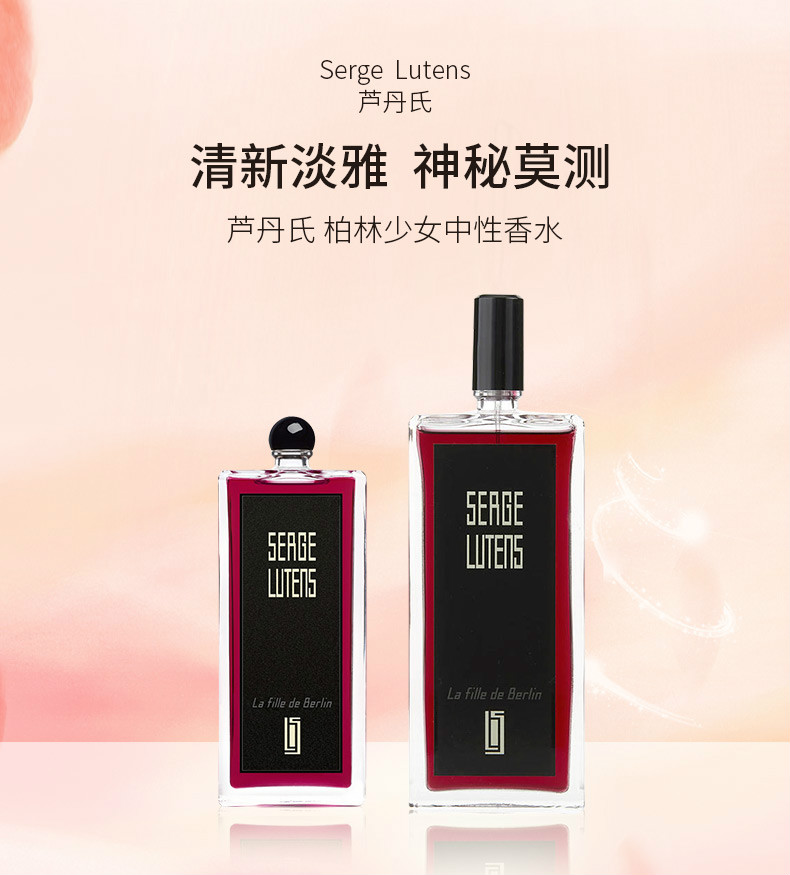 Serge Lutens
芦丹氏
清新淡雅 神秘莫测
芦丹氏 柏林少女中性香水
SERGE
LUTENS
La fille de Berlin
SERGE
LUTENS
La fille de Berlin